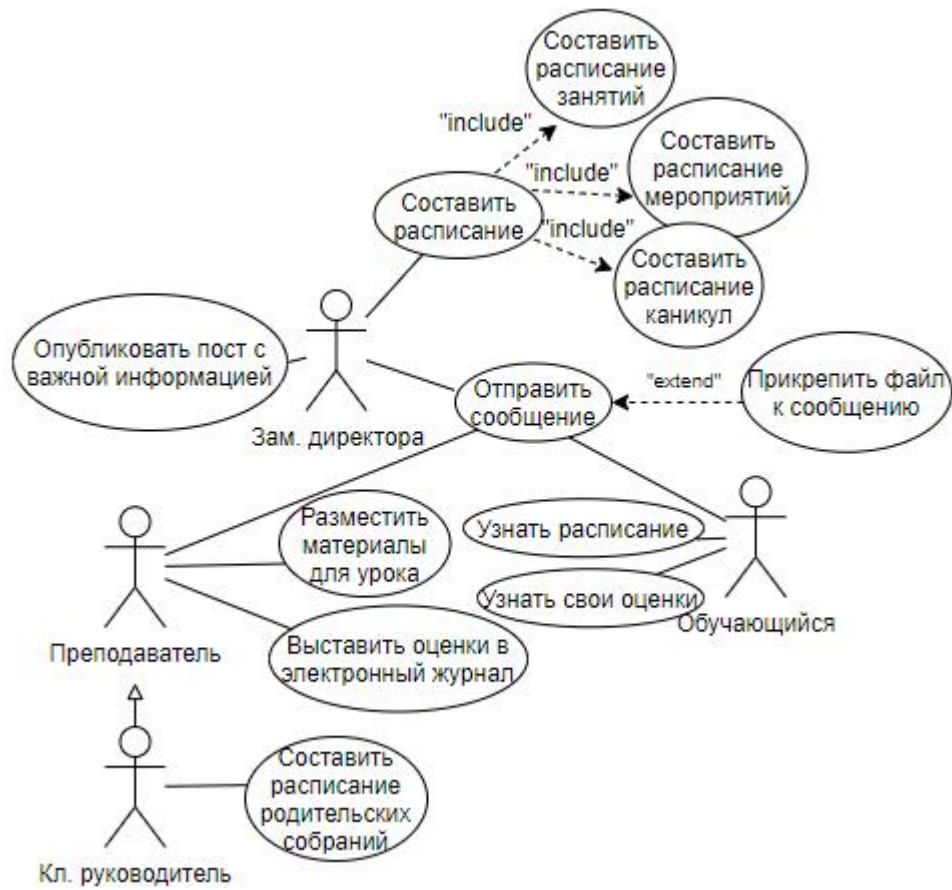 Составить
расписание
занятий
"include"
Составить
расписание
мероприятий
"include"
Составить
расписание
"include"
Составить
расписание
каникул
Опубликовать пост с
важной информацией
Зам. директора
Отправить
сообщение
"extend"
Прикрепить файл
к сообщению
Разместить
материалы
для урока
Узнать расписание
Узнать свои оценки
Обучающийся
Преподаватель
Выставить оценки в
электронный журнал
Составить
расписание
родительских
собраний
Кл. руководитель